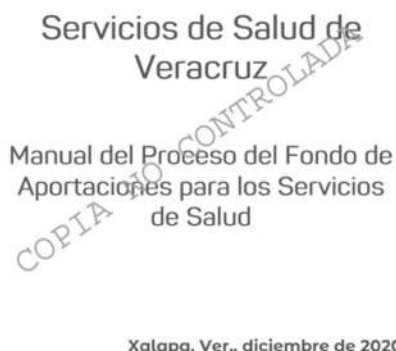 Servicios de Salud de
Veracruz
Manual del Proceso del Fondo de
Aportaciones para los Servicios
de Salud
COPIA NO CONTROLADA
Xalapa, Ver., diciembre de 2020